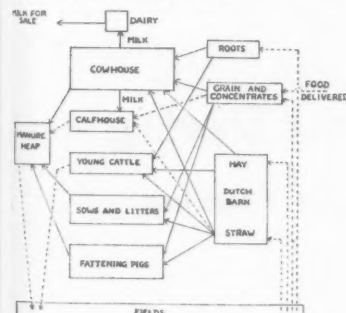 MILK FOR
SALE
DAIRY
MILK
COWHOUSE
ROOTS
GRAIN AND
CONCENTRATES
FOOD
DELIVERED
MILK
CALFHOUSE
MANURE
HEAP
YOUNG CATTLE
HAY
DUTCH
BARN
STRAW
SOWS AND LITTERS
FATTENING PIGS
FIELDS